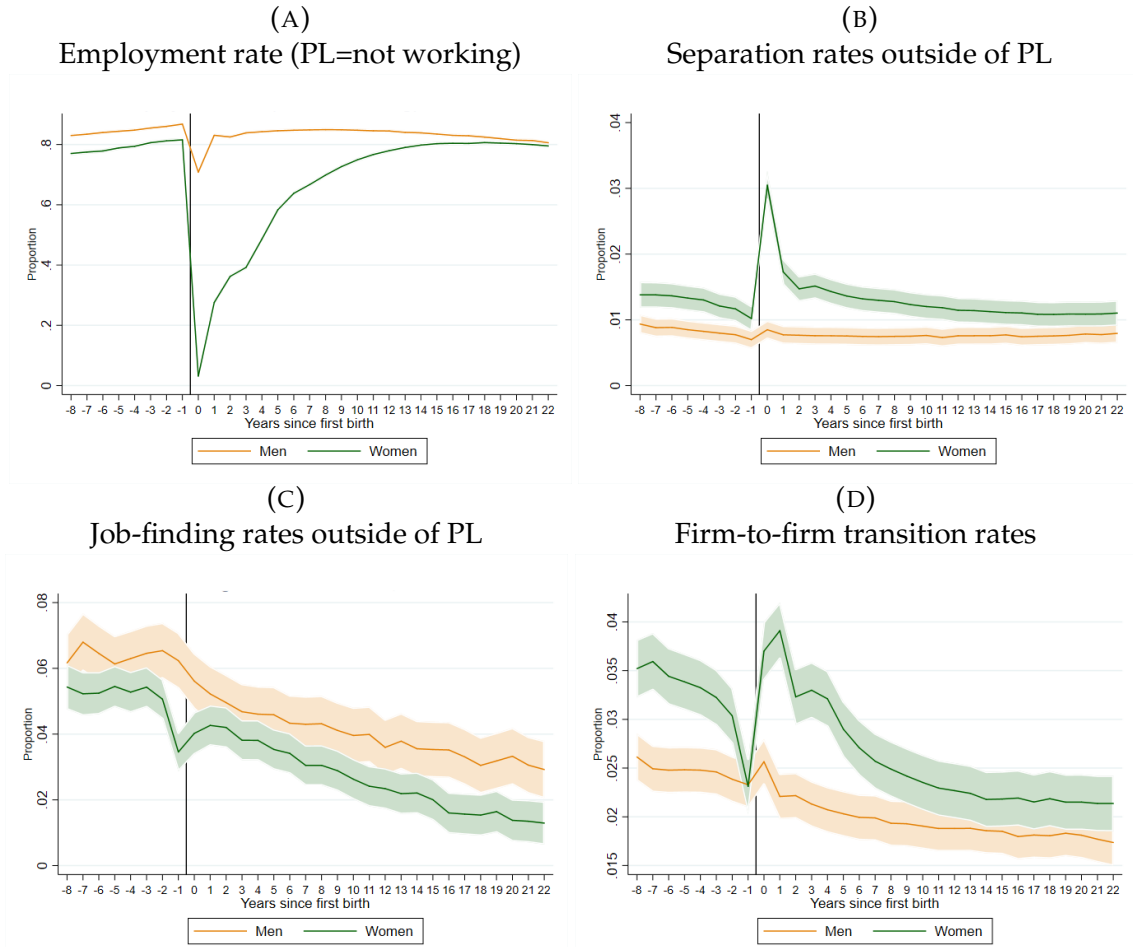 (A)
Employment rate (PL=not working)
Proportion
.8
.6
.4
.2
0
-8 -7 -6 -5 -4 -3 -2 -1 0 1 2 3 4 5 6 7 8 9 10 11 12 13 14 15 16 17 18 19 20 21 22
Years since first birth
Men Women
(B)
Separation rates outside of PL
Proportion
.04
.03
.02
.01
0
-8 -7 -6 -5 -4 -3 -2 -1 0 1 2 3 4 5 6 7 8 9 10 11 12 13 14 15 16 17 18 19 20 21 22
Years since first birth
Men Women
(C)
Job-finding rates outside of PL
Proportion
.08
.06
.04
.02
0
-8 -7 -6 -5 -4 -3 -2 -1 0 1 2 3 4 5 6 7 8 9 10 11 12 13 14 15 16 17 18 19 20 21 22
Years since first birth
Men Women
(D)
Firm-to-firm transition rates
Proportion
.04
.035
.03
.025
.02
.015
-8 -7 -6 -5 -4 -3 -2 -1 0 1 2 3 4 5 6 7 8 9 10 11 12 13 14 15 16 17 18 19 20 21 22
Years since first birth
Men Women